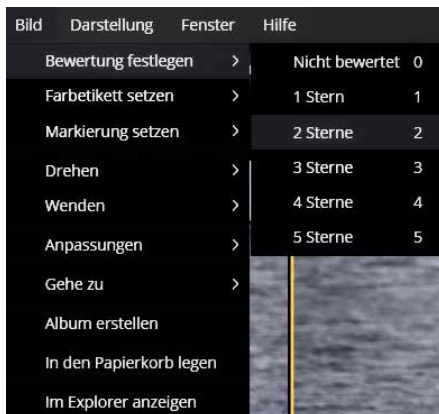 Bild Darstellung Fenster Hilfe
Bewertung festlegen >
Farbetikett setzen >
Markierung setzen >
Drehen >
Wenden >
Anpassungen >
Gehe zu >
Album erstellen
In den Papierkorb legen
Im Explorer anzeigen
Nicht bewertet 0
1 Stern 1
2 Sterne 2
3 Sterne 3
4 Sterne 4
5 Sterne 5